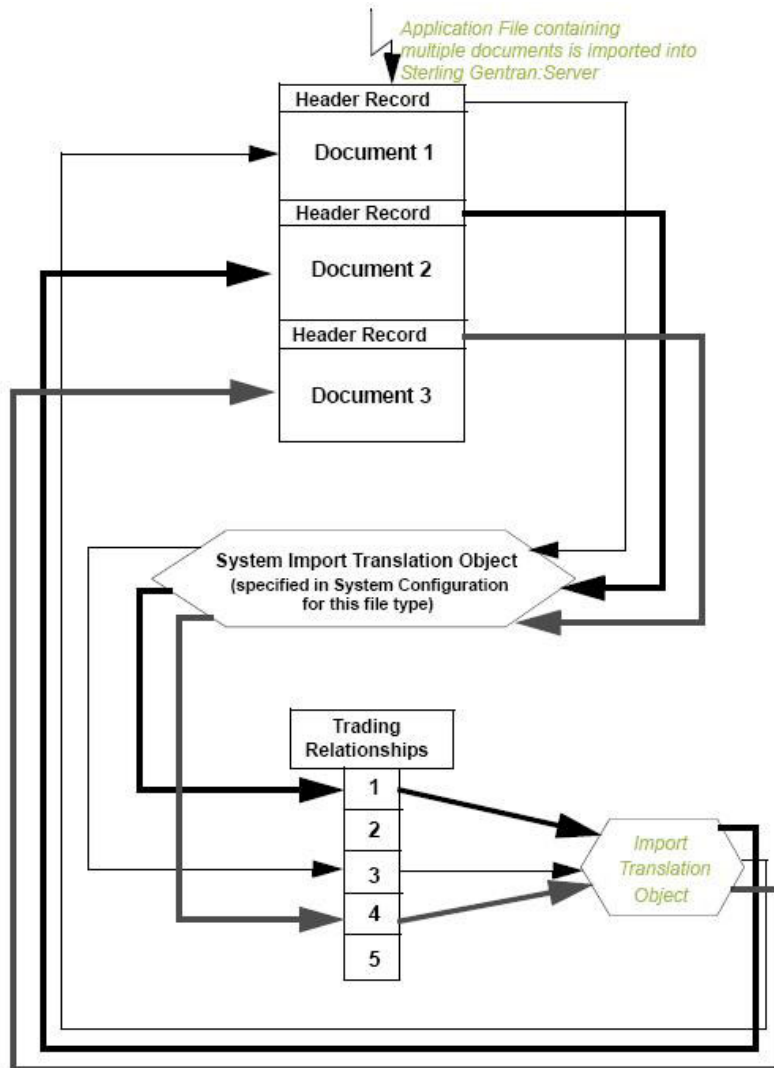 Application File containing
multiple documents is imported into
Sterling Gentran:Server
Header Record
Document 1
Header Record
Document 2
Header Record
Document 3
System Import Translation Object
(specified in System Configuration
for this file type)
Trading
Relationships
1
2
3
4
5
Import
Translation
Object